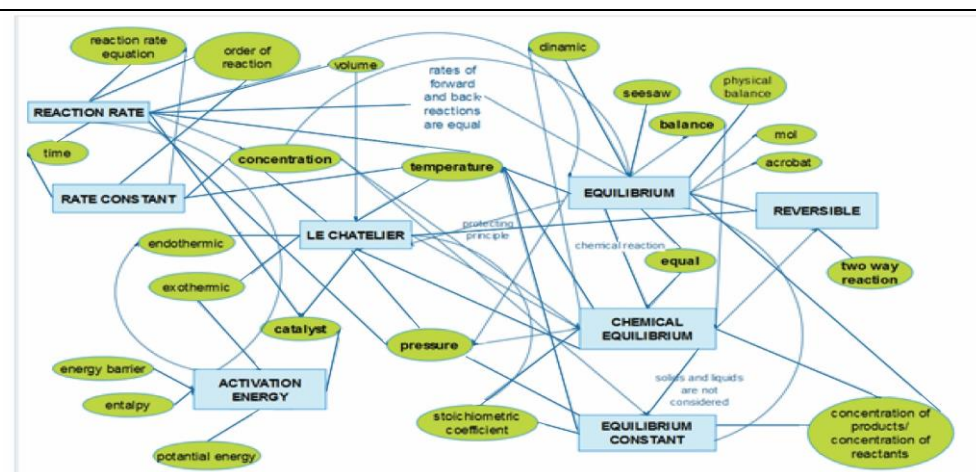 reaction rate
equation
order of
reaction
volume
dinamic
rates of
forward
and back
reactions
are equal
seesaw
physical
balance
REACTION RATE
balance
mol
time
concentration
temperature
acrobat
RATE CONSTANT
EQUILIBRIUM
REVERSIBLE
LE CHATELIER
protecting
principle
endothermic
chemical reaction
equal
two way
reaction
exothermic
catalyst
pressure
CHEMICAL
EQUILIBRIUM
energy barrier
ACTIVATION
ENERGY
solids and liquids
are not
considered
entalpy
stoichiometric
coefficient
EQUILIBRIUM
CONSTANT
concentration of
products/
concentration of
reactants
potential energy